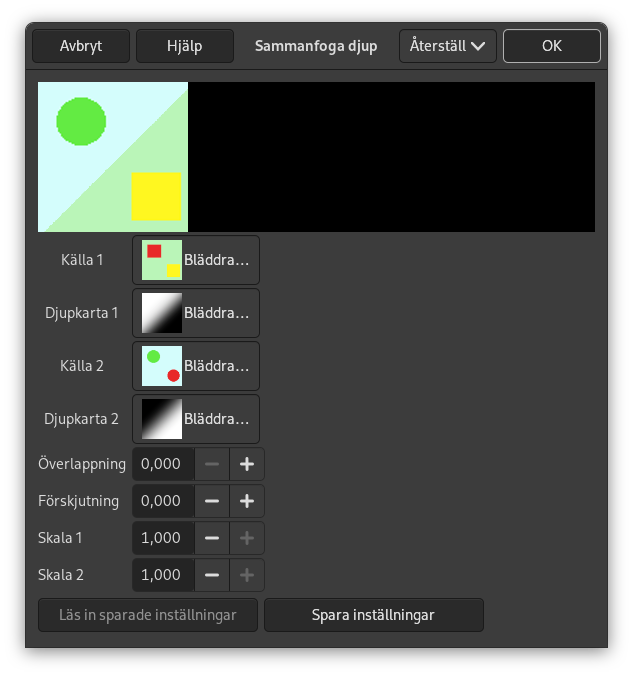 Avbryt Hjälp Sammanfoga djup Återställ OK
Källa 1 Bläddra...
Djupkarta 1 Bläddra...
Källa 2 Bläddra...
Djupkarta 2 Bläddra...
Överlappning 0,000
Förskjutning 0,000
Skala 1 1,000
Skala 2 1,000
Läs in sparade inställningar Spara inställningar